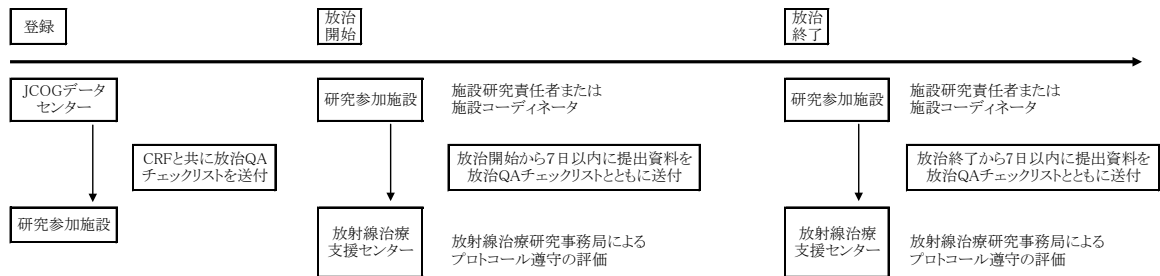 登録
放治
開始
放治
終了
JCOGデータ
センター
CRFと共に放治QA
チェックリストを送付
研究参加施設
研究参加施設
施設研究責任者または
施設コーディネータ
放治開始から7日以内に提出資料を
放治QAチェックリストとともに送付
放射線治療
支援センター
放射線治療研究事務局による
プロトコール遵守の評価
研究参加施設
施設研究責任者または
施設コーディネータ
放治終了から7日以内に提出資料を
放治QAチェックリストとともに送付
放射線治療
支援センター
放射線治療研究事務局による
プロトコール遵守の評価